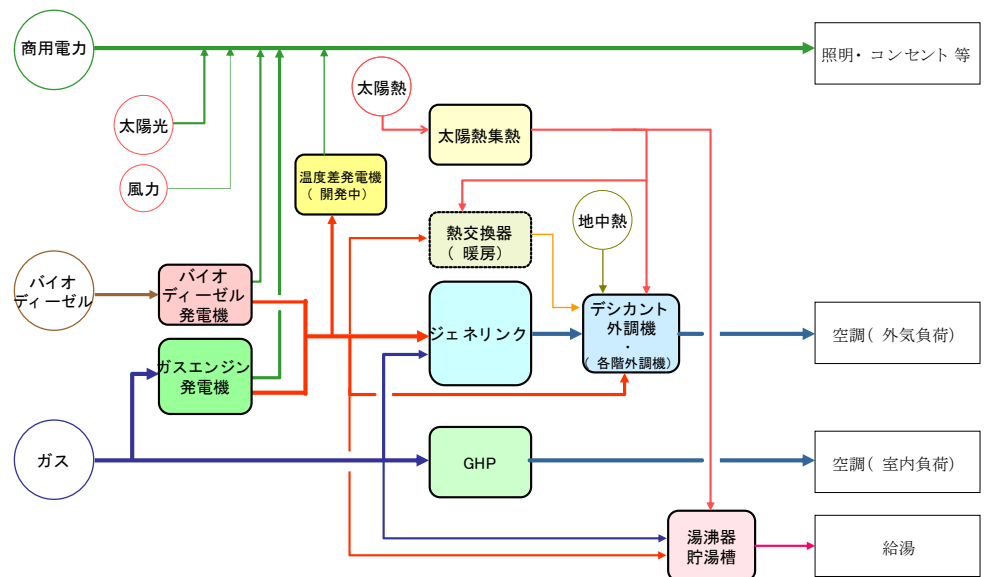 商用電力
照明・コンセント等
太陽熱
太陽光
太陽熱集熱
温度差発電機
(開発中)
風力
地中熱
熱交換器
(暖房)
バイオ
ディーゼル
バイオ
ディーゼル
発電機
ジェネリンク
デシカント
外調機
・
(各階外調機)
空調(外気負荷)
ガスエンジン
発電機
ガス
GHP
空調(室内負荷)
湯沸器
貯湯槽
給湯